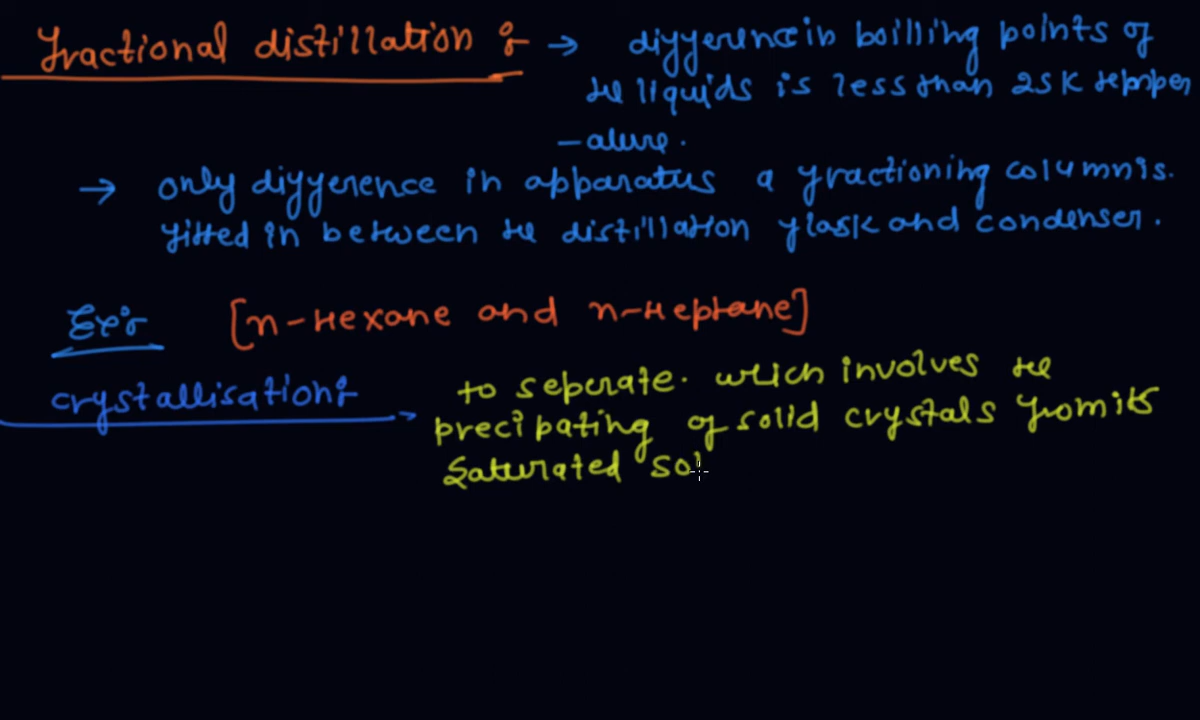 Fractional distillation :- → difference in boilling points of
the liquids is less than 25K temper
- ature.
→ only difference in apparatus a fractioning column is.
fitted in between the distillation flask and condenser.
Ex:- [n-Hexane and n-Heptane]
crystallisation:- → to seperate. which involves the
precipating of solid crystals from its
Saturated sol